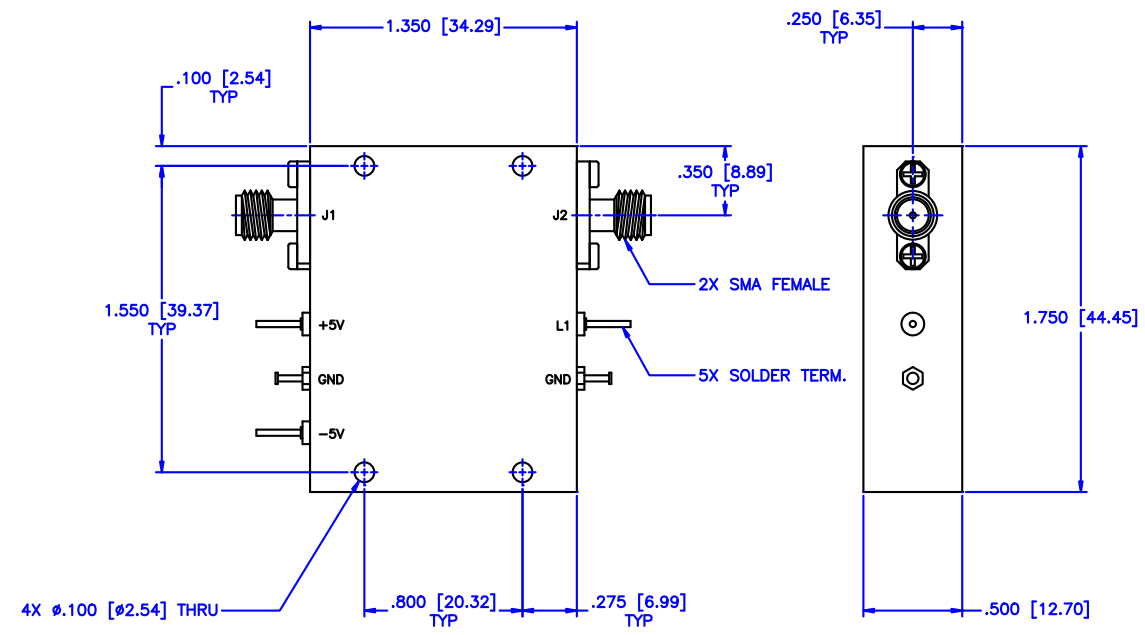 1.350 [34.29]
.250 [6.35]
TYP
.100 [2.54]
TYP
.350 [8.89]
TYP
J1
J2
2X SMA FEMALE
1.550 [39.37]
TYP
1.750 [44.45]
+5V
L1
GND
GND
5X SOLDER TERM.
-5V
4X ø.100 [ø2.54] THRU
.800 [20.32]
TYP
.275 [6.99]
TYP
.500 [12.70]